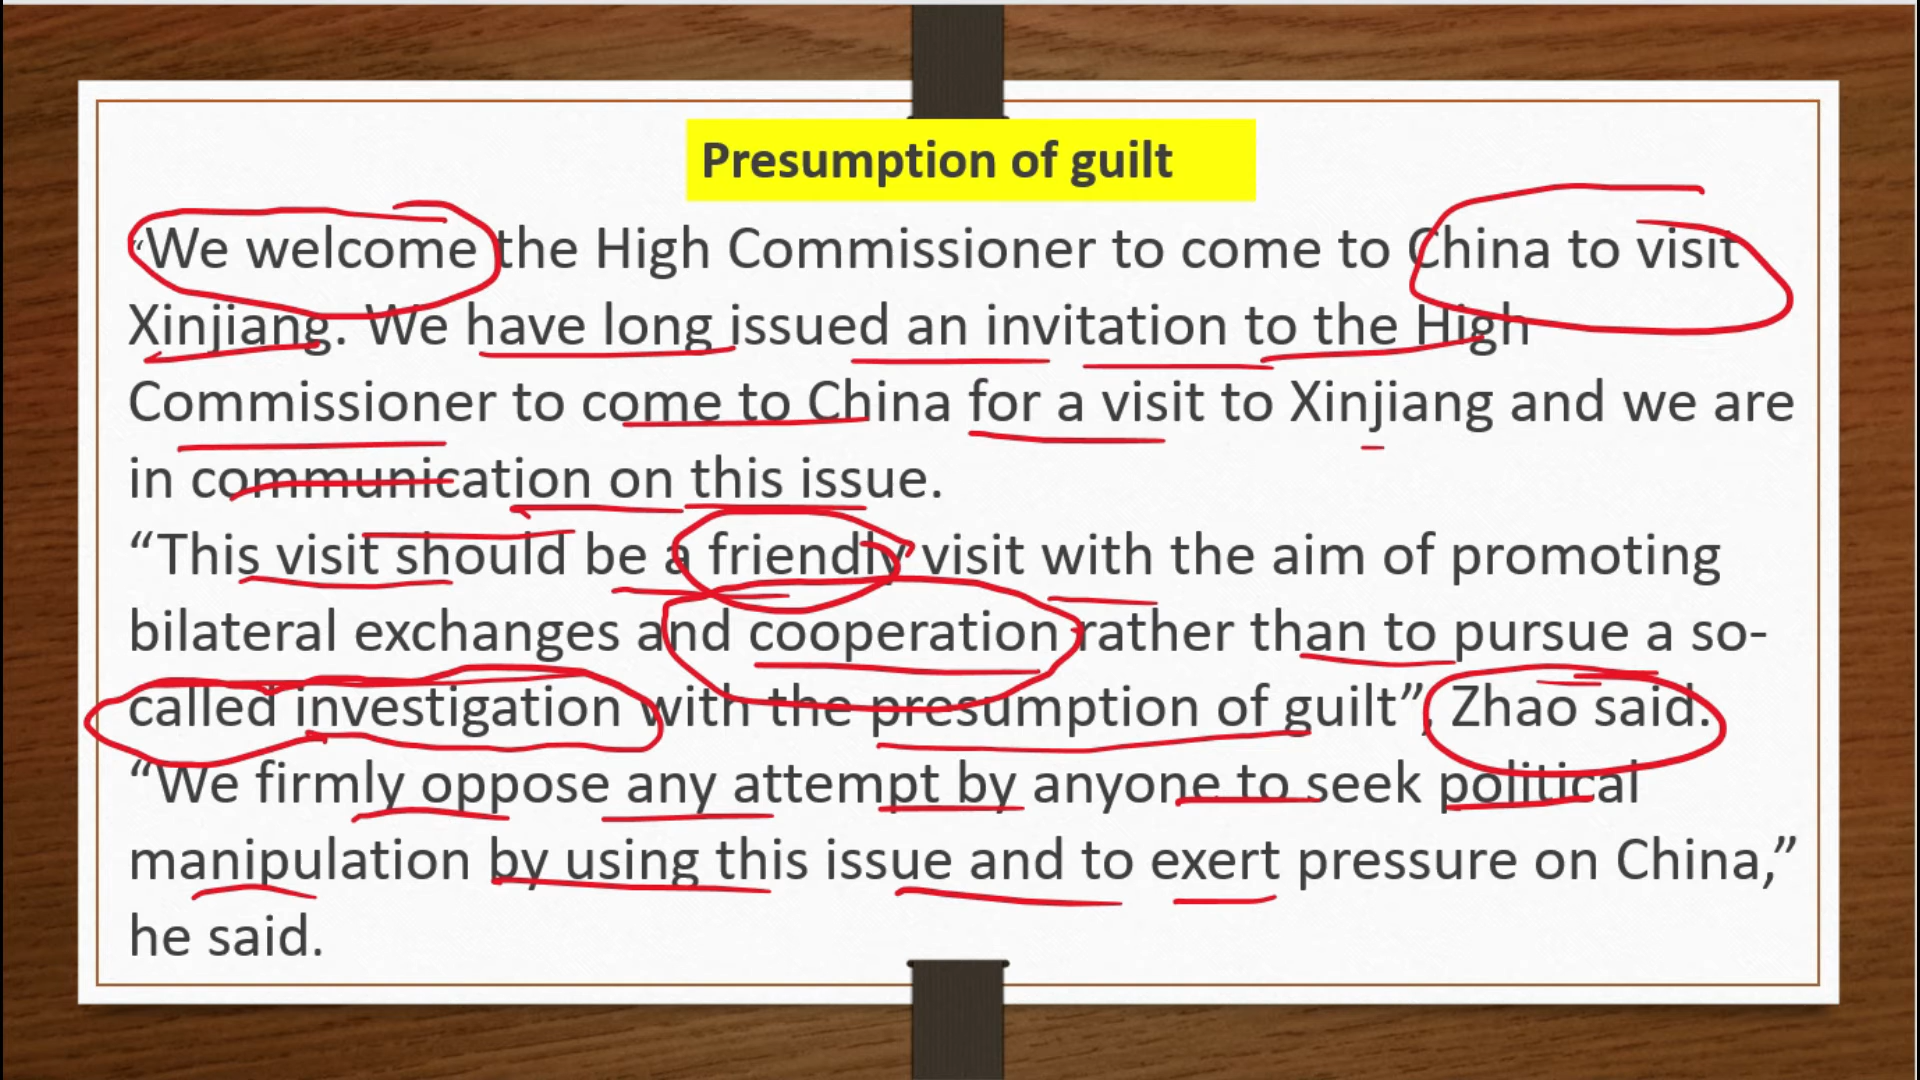 Presumption of guilt
“We welcome the High Commissioner to come to China to visit
Xinjiang. We have long issued an invitation to the High
Commissioner to come to China for a visit to Xinjiang and we are
in communication on this issue.
“This visit should be a friendly visit with the aim of promoting
bilateral exchanges and cooperation rather than to pursue a so-
called investigation with the presumption of guilt”, Zhao said.
“We firmly oppose any attempt by anyone to seek political
manipulation by using this issue and to exert pressure on China,”
he said.